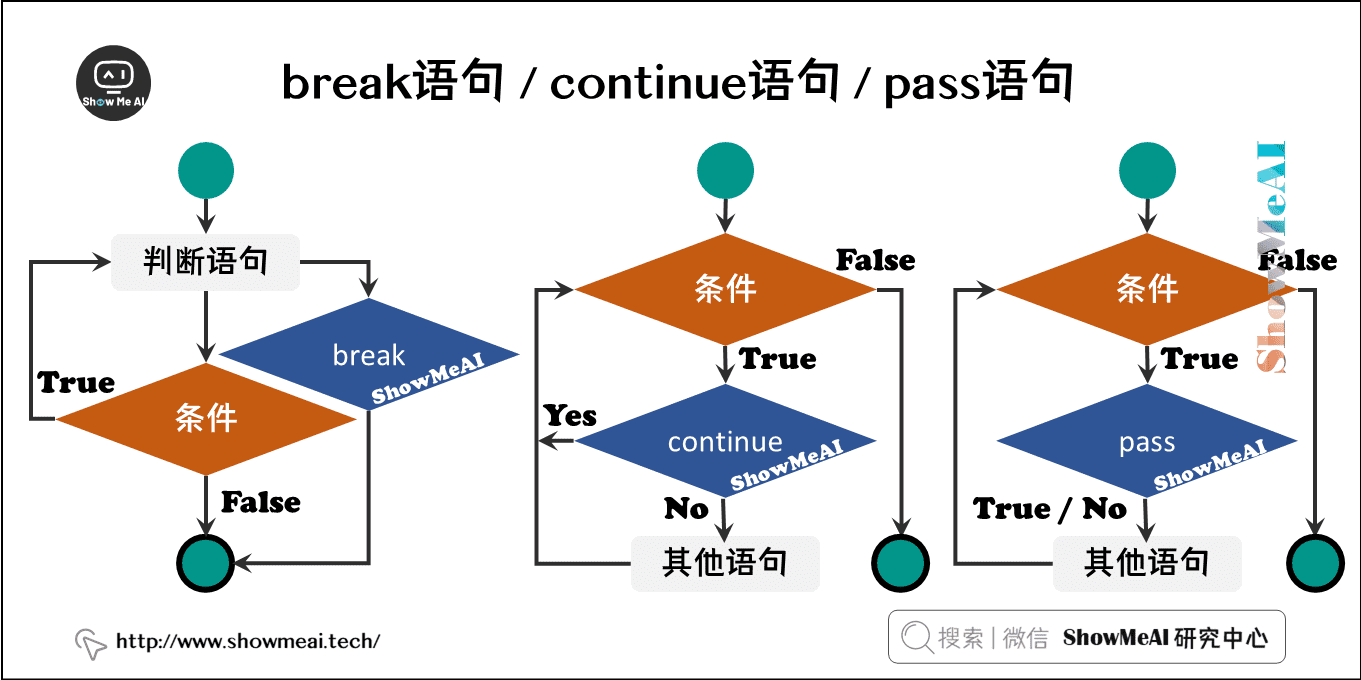 AI
Show Me AI
break语句 / continue语句 / pass语句
判断语句
break
ShowMeAI
True
条件
False
条件
False
True
continue
ShowMeAI
Yes
No
其他语句
条件
False
True
pass
ShowMeAI
True / No
其他语句
ShowMeAI
http://www.showmeai.tech/
搜索 | 微信 ShowMeAI 研究中心